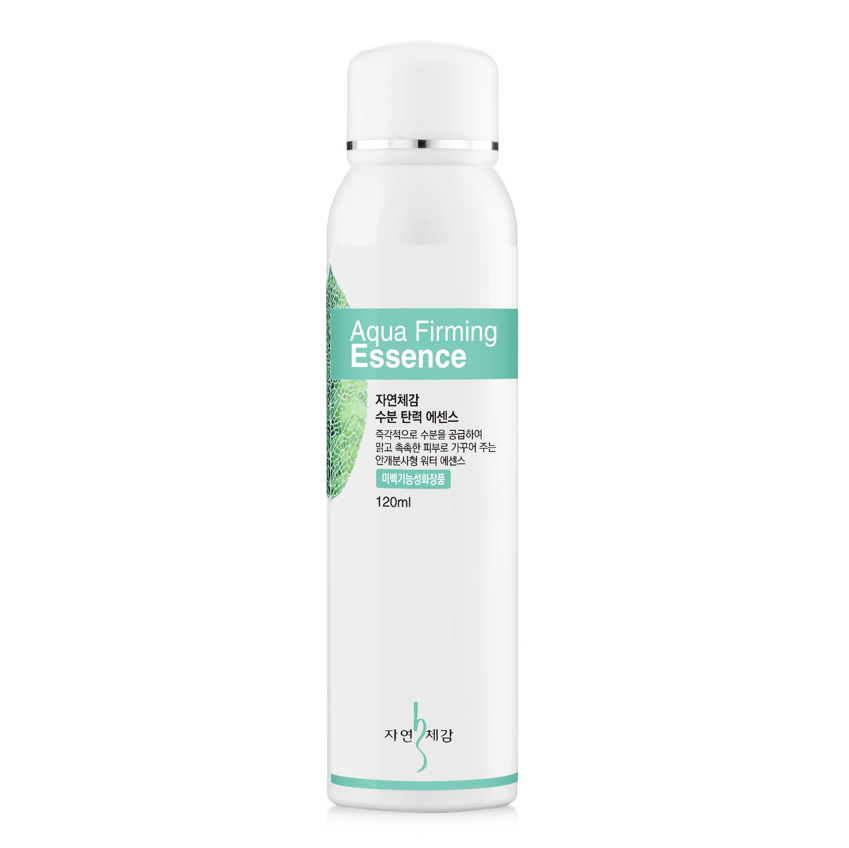 Aqua Firming
Essence
자연체감
수분 탄력 에센스
즉각적으로 수분을 공급하여
맑고 촉촉한 피부로 가꾸어 주는
안개분사형 워터 에센스
미백기능성화장품
120ml
자연 체감